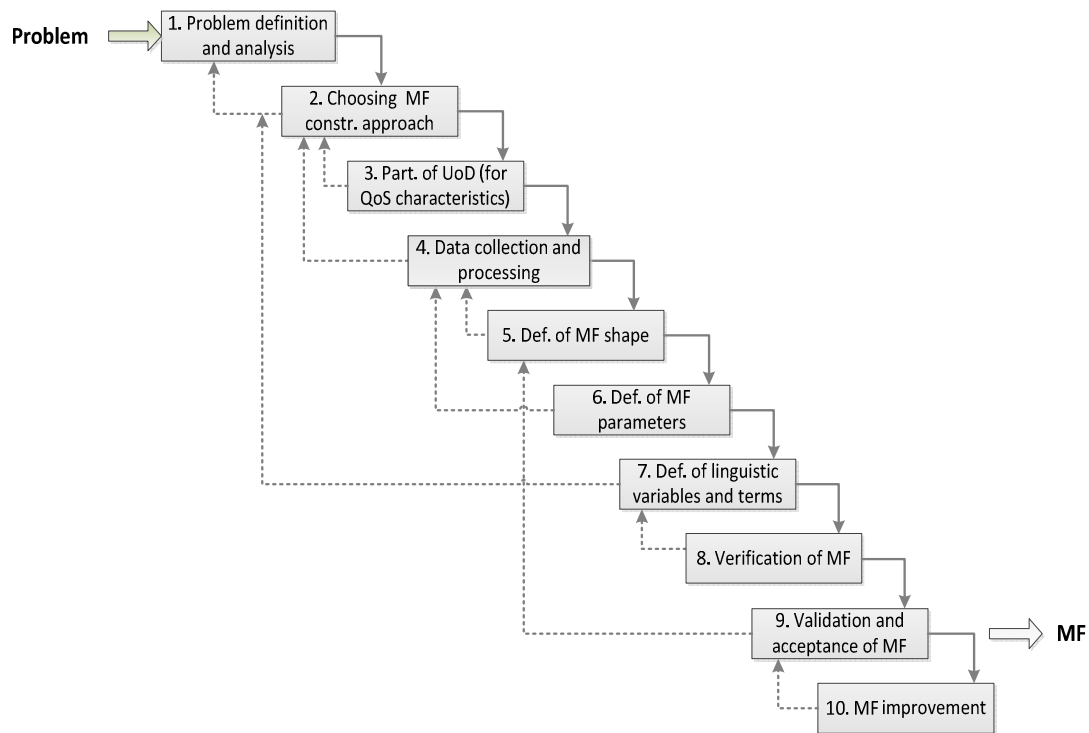 Problem
1. Problem definition
and analysis
2. Choosing MF
constr. approach
3. Part. of UoD (for
QoS characteristics)
4. Data collection and
processing
5. Def. of MF shape
6. Def. of MF
parameters
7. Def. of linguistic
variables and terms
8. Verification of MF
9. Validation and
acceptance of MF
MF
10. MF improvement